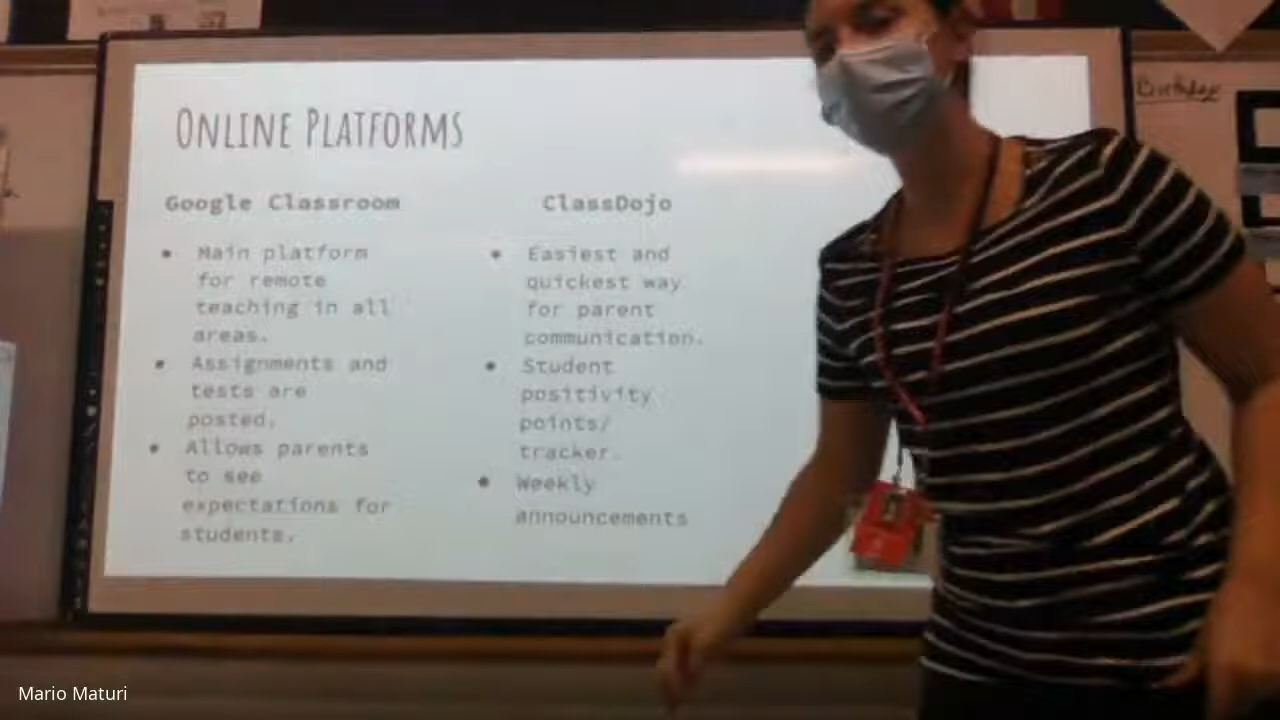 Birthday
ONLINE PLATFORMS
Google Classroom
• Main platform
for remote
teaching in all
areas.
• Assignments and
tests are
posted.
• Allows parents
to see
expectations for
students.
ClassDojo
• Easiest and
quickest way
for parent
communication.
• Student
positivity
points/
tracker.
• Weekly
announcements
Mario Maturi